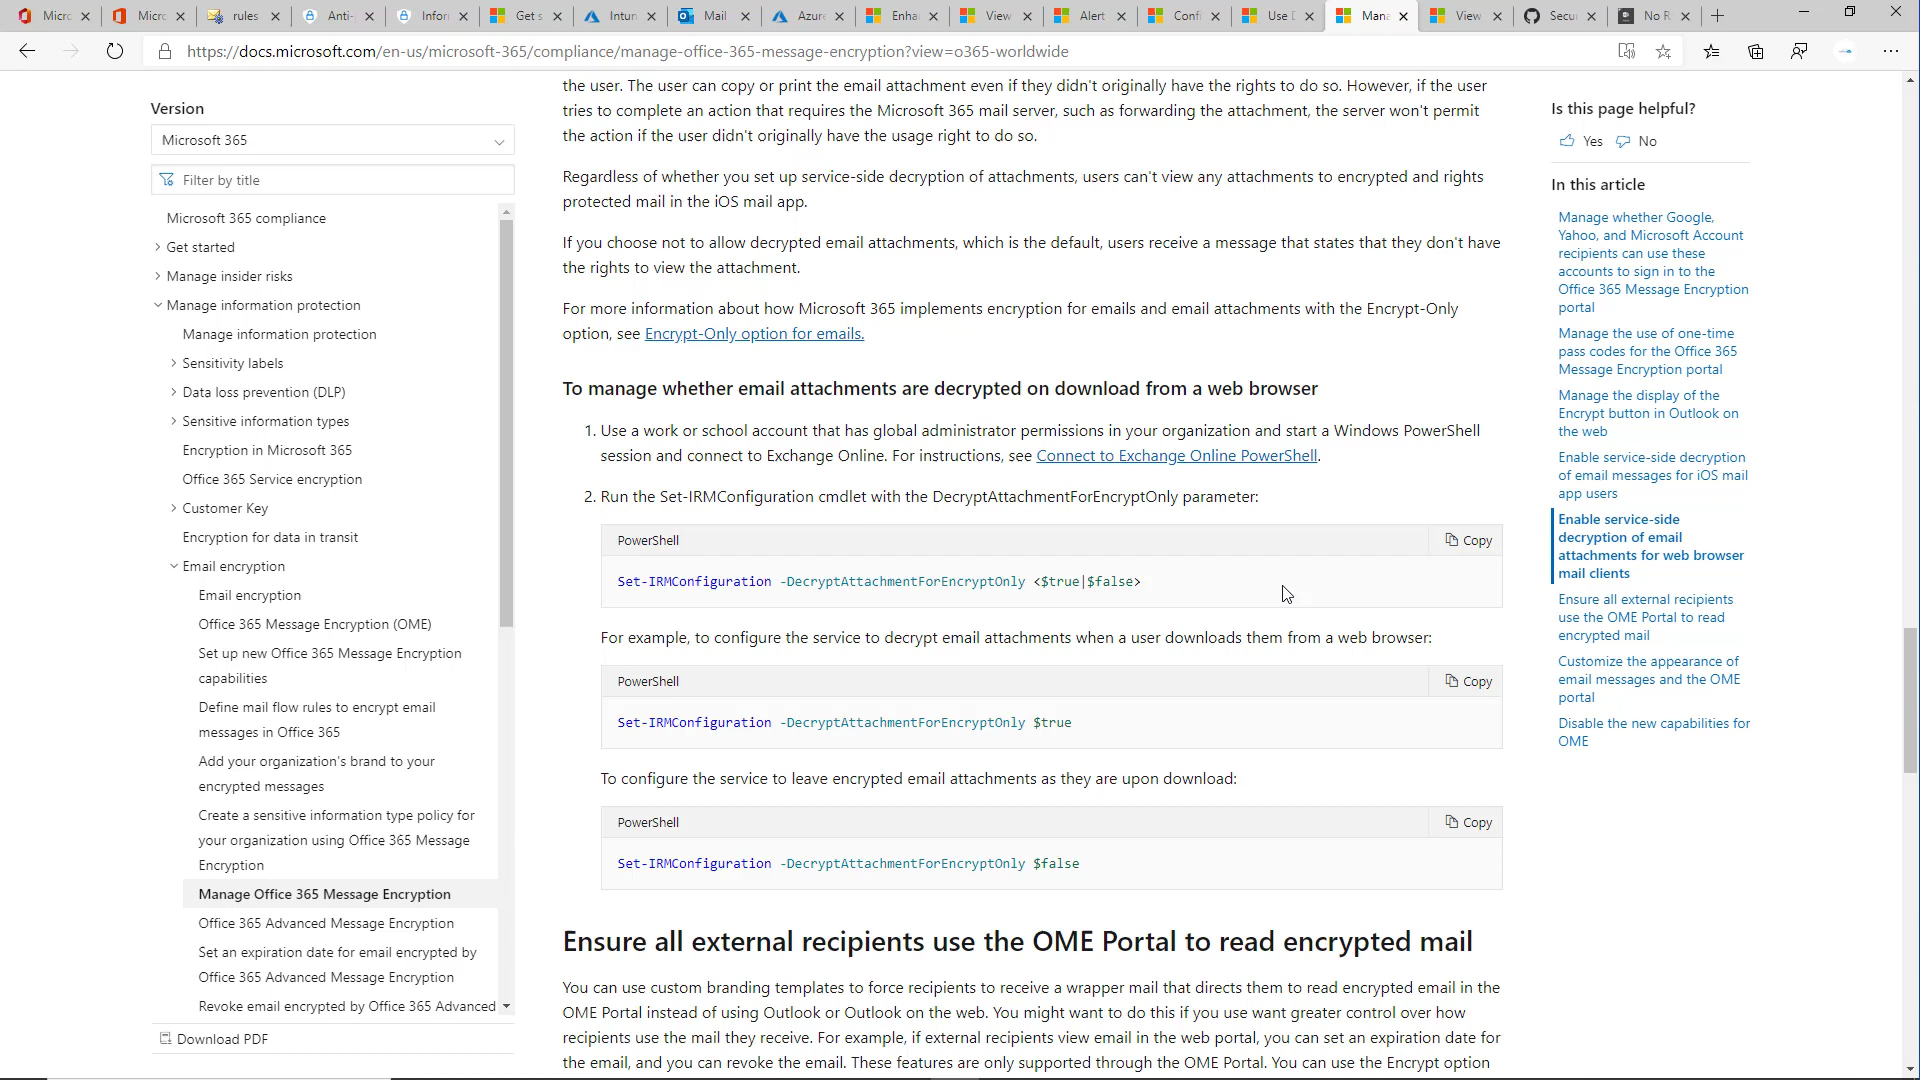 Micro
Micro
rules
Anti-
Infor
Get s
Intun
Mail
Azure
Enha
View
Alert
Confi
Use D
Mana
View
Secu
No R
https://docs.microsoft.com/en-us/microsoft-365/compliance/manage-office-365-message-encryption?view=o365-worldwide
Version
Microsoft 365
Filter by title
Microsoft 365 compliance
Get started
Manage insider risks
Manage information protection
Manage information protection
Sensitivity labels
Data loss prevention (DLP)
Sensitive information types
Encryption in Microsoft 365
Office 365 Service encryption
Customer Key
Encryption for data in transit
Email encryption
Email encryption
Office 365 Message Encryption (OME)
Set up new Office 365 Message Encryption
capabilities
Define mail flow rules to encrypt email
messages in Office 365
Add your organization's brand to your
encrypted messages
Create a sensitive information type policy for
your organization using Office 365 Message
Encryption
Manage Office 365 Message Encryption
Office 365 Advanced Message Encryption
Set an expiration date for email encrypted by
Office 365 Advanced Message Encryption
Revoke email encrypted by Office 365 Advanced
Download PDF
the user. The user can copy or print the email attachment even if they didn't originally have the rights to do so. However, if the user
tries to complete an action that requires the Microsoft 365 mail server, such as forwarding the attachment, the server won't permit
the action if the user didn't originally have the usage right to do so.
Regardless of whether you set up service-side decryption of attachments, users can't view any attachments to encrypted and rights
protected mail in the iOS mail app.
If you choose not to allow decrypted email attachments, which is the default, users receive a message that states that they don't have
the rights to view the attachment.
For more information about how Microsoft 365 implements encryption for emails and email attachments with the Encrypt-Only
option, see Encrypt-Only option for emails.
To manage whether email attachments are decrypted on download from a web browser
1. Use a work or school account that has global administrator permissions in your organization and start a Windows PowerShell
session and connect to Exchange Online. For instructions, see Connect to Exchange Online PowerShell.
2. Run the Set-IRMConfiguration cmdlet with the DecryptAttachmentForEncryptOnly parameter:
PowerShell
Copy
Set-IRMConfiguration -DecryptAttachmentForEncryptOnly <$true|$false>
For example, to configure the service to decrypt email attachments when a user downloads them from a web browser:
PowerShell
Copy
Set-IRMConfiguration -DecryptAttachmentForEncryptOnly $true
To configure the service to leave encrypted email attachments as they are upon download:
PowerShell
Copy
Set-IRMConfiguration -DecryptAttachmentForEncryptOnly $false
Ensure all external recipients use the OME Portal to read encrypted mail
You can use custom branding templates to force recipients to receive a wrapper mail that directs them to read encrypted email in the
OME Portal instead of using Outlook or Outlook on the web. You might want to do this if you use want greater control over how
recipients use the mail they receive. For example, if external recipients view email in the web portal, you can set an expiration date for
the email, and you can revoke the email. These features are only supported through the OME Portal. You can use the Encrypt option
Is this page helpful?
Yes
No
In this article
Manage whether Google,
Yahoo, and Microsoft Account
recipients can use these
accounts to sign in to the
Office 365 Message Encryption
portal
Manage the use of one-time
pass codes for the Office 365
Message Encryption portal
Manage the display of the
Encrypt button in Outlook on
the web
Enable service-side decryption
of email messages for iOS mail
app users
Enable service-side
decryption of email
attachments for web browser
mail clients
Ensure all external recipients
use the OME Portal to read
encrypted mail
Customize the appearance of
email messages and the OME
portal
Disable the new capabilities for
OME